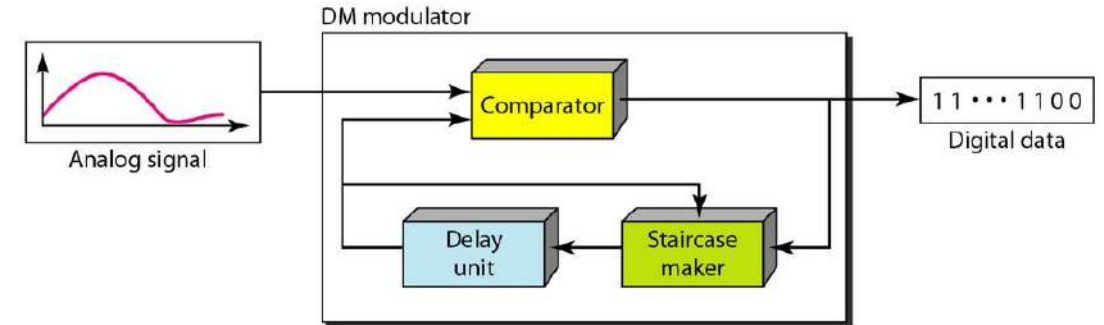 DM modulator
Comparator
11···1100
Analog signal
Digital data
Delay
unit
Staircase
maker